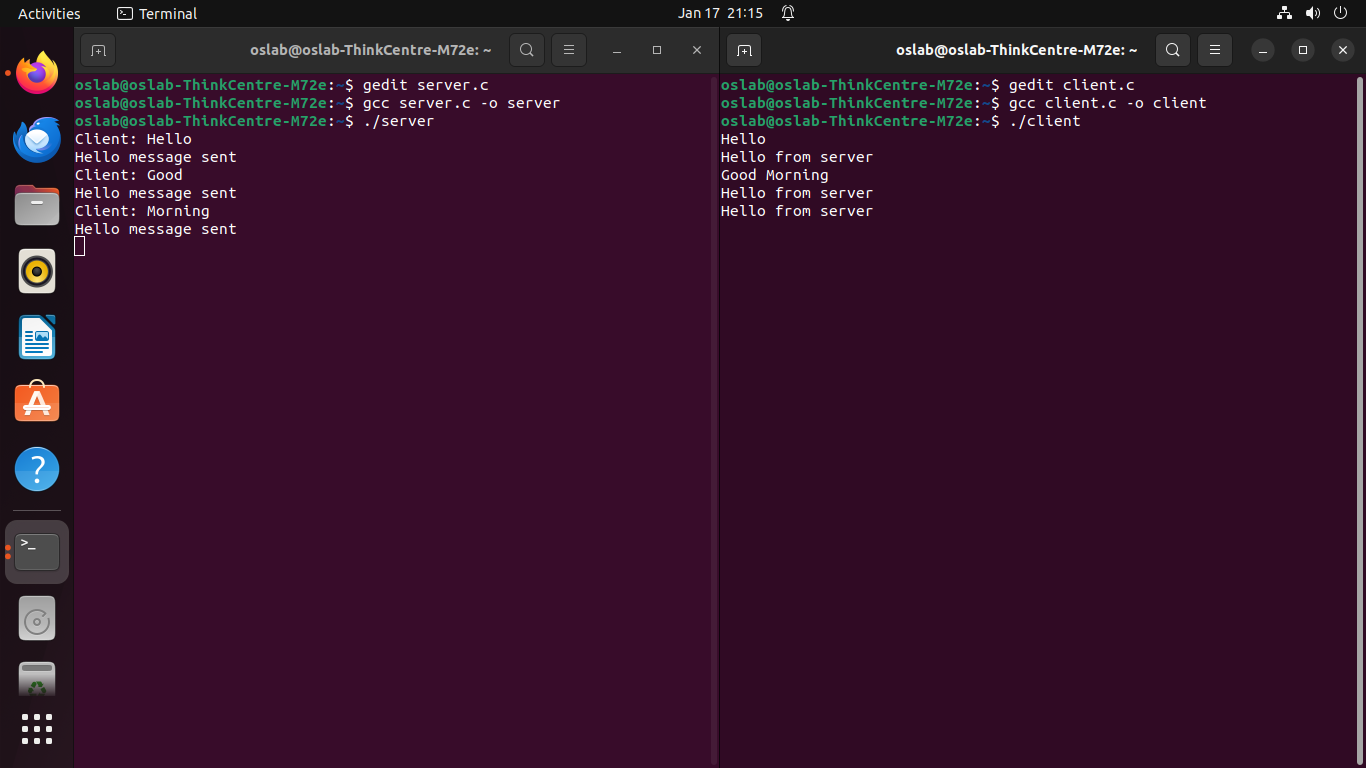 Activities
Terminal
Jan 17 21:15
oslab@oslab-ThinkCentre-M72e: ~
oslab@oslab-ThinkCentre-M72e:~$ gedit server.c
oslab@oslab-ThinkCentre-M72e:~$ gcc server.c -o server
oslab@oslab-ThinkCentre-M72e:~$ ./server
Client: Hello
Hello message sent
Client: Good
Hello message sent
Client: Morning
Hello message sent
oslab@oslab-ThinkCentre-M72e: ~
oslab@oslab-ThinkCentre-M72e:~$ gedit client.c
oslab@oslab-ThinkCentre-M72e:~$ gcc client.c -o client
oslab@oslab-ThinkCentre-M72e:~$ ./client
Hello
Hello from server
Good Morning
Hello from server
Hello from server